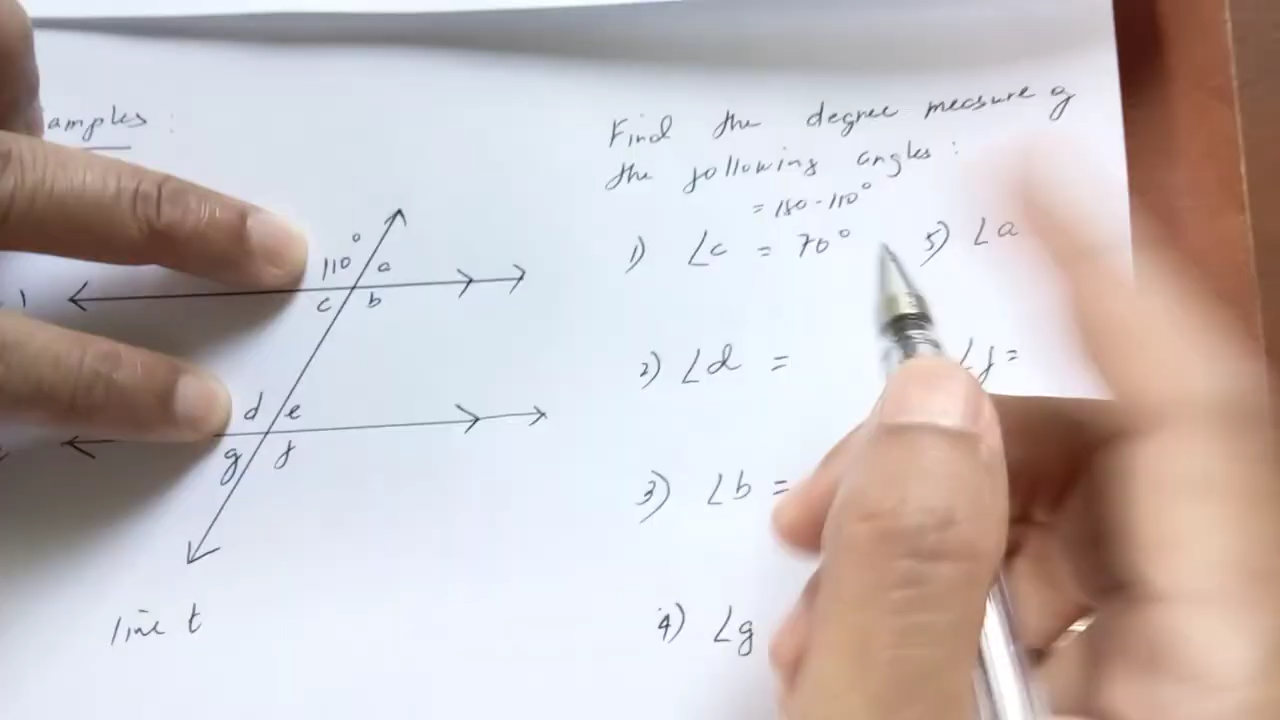 amples :
110°
a
c
b
d
e
g
f
line t
Find the degree measure of
the following angles :
= 180 - 110°
1) ∠c = 70°
5) ∠a
2) ∠d =
∠f =
3) ∠b =
4) ∠g